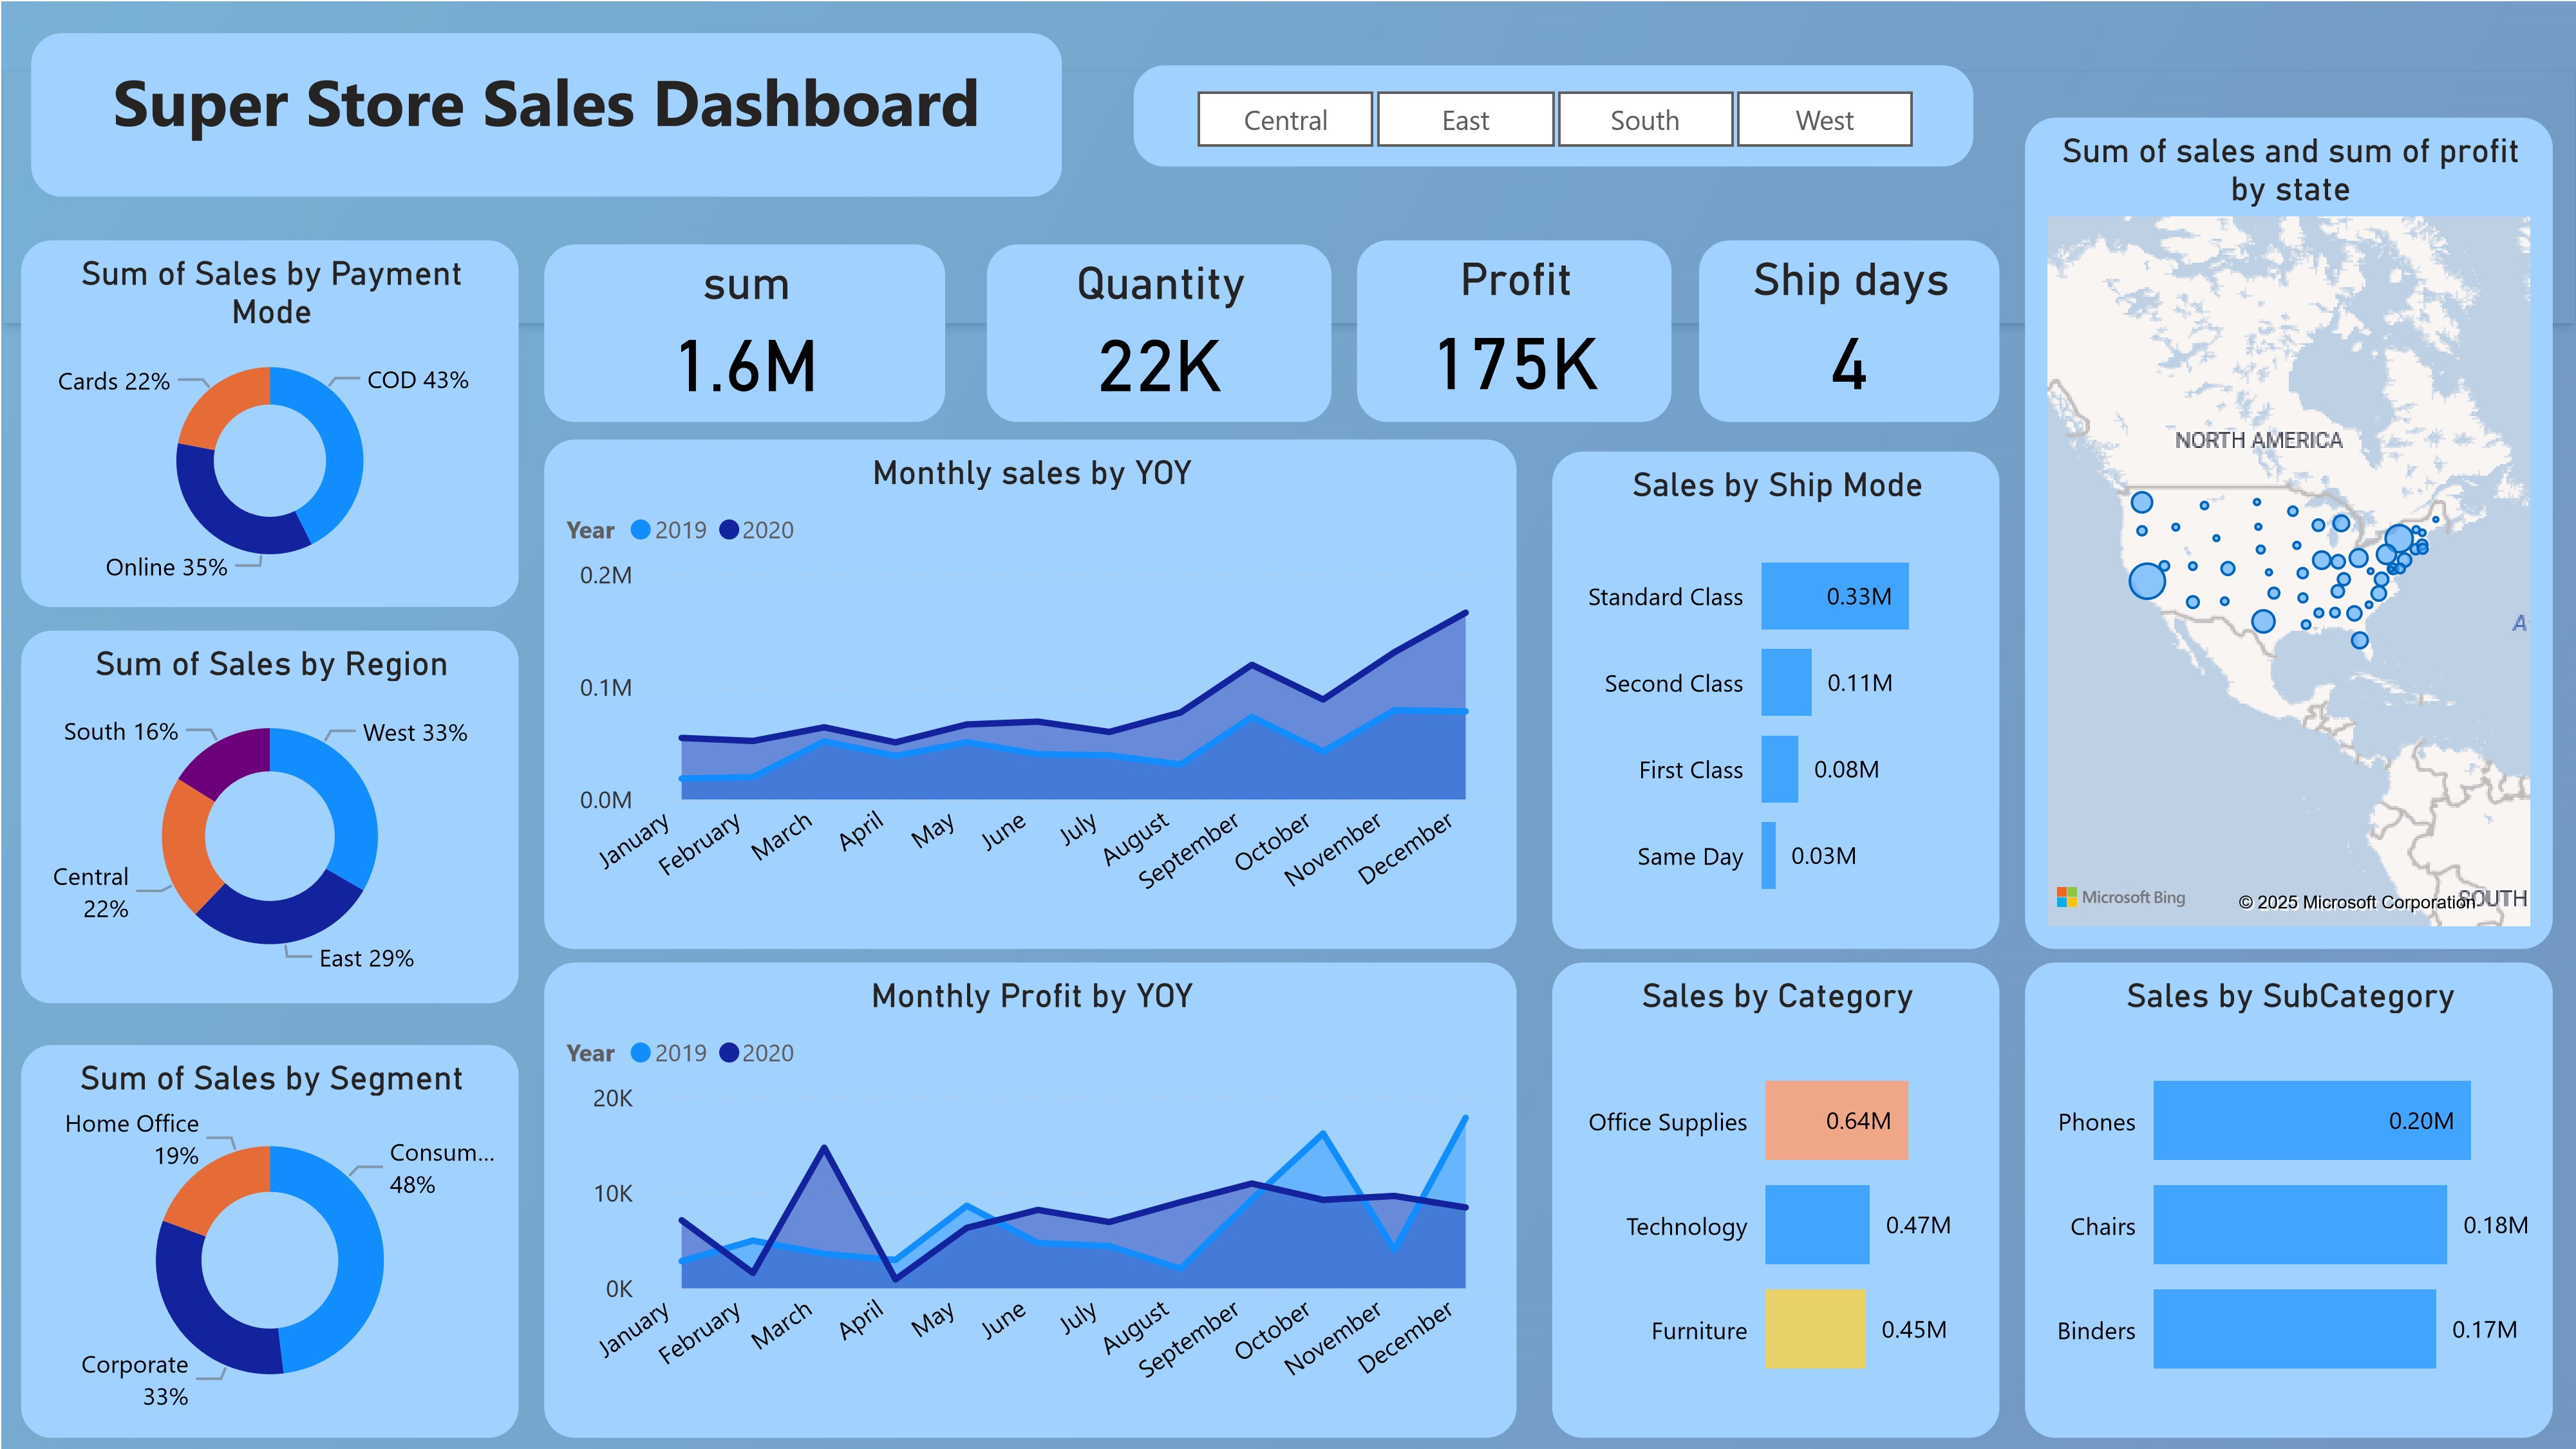 Super Store Sales Dashboard
Central
East
South
West
Sum of Sales by Payment
Mode
Cards 22%
COD 43%
Online 35%
sum
1.6M
Quantity
22K
Profit
175K
Ship days
4
Sum of sales and sum of profit
by state
NORTH AMERICA
A
Microsoft Bing
© 2025 Microsoft Corporation
SOUTH
Sum of Sales by Region
South 16%
West 33%
Central
22%
East 29%
Monthly sales by YOY
Year 2019 2020
0.2M
0.1M
0.0M
January
February
March
April
May
June
July
August
September
October
November
December
Sales by Ship Mode
Standard Class 0.33M
Second Class 0.11M
First Class 0.08M
Same Day 0.03M
Sum of Sales by Segment
Home Office
19%
Consum...
48%
Corporate
33%
Monthly Profit by YOY
Year 2019 2020
20K
10K
0K
January
February
March
April
May
June
July
August
September
October
November
December
Sales by Category
Office Supplies 0.64M
Technology 0.47M
Furniture 0.45M
Sales by SubCategory
Phones 0.20M
Chairs 0.18M
Binders 0.17M